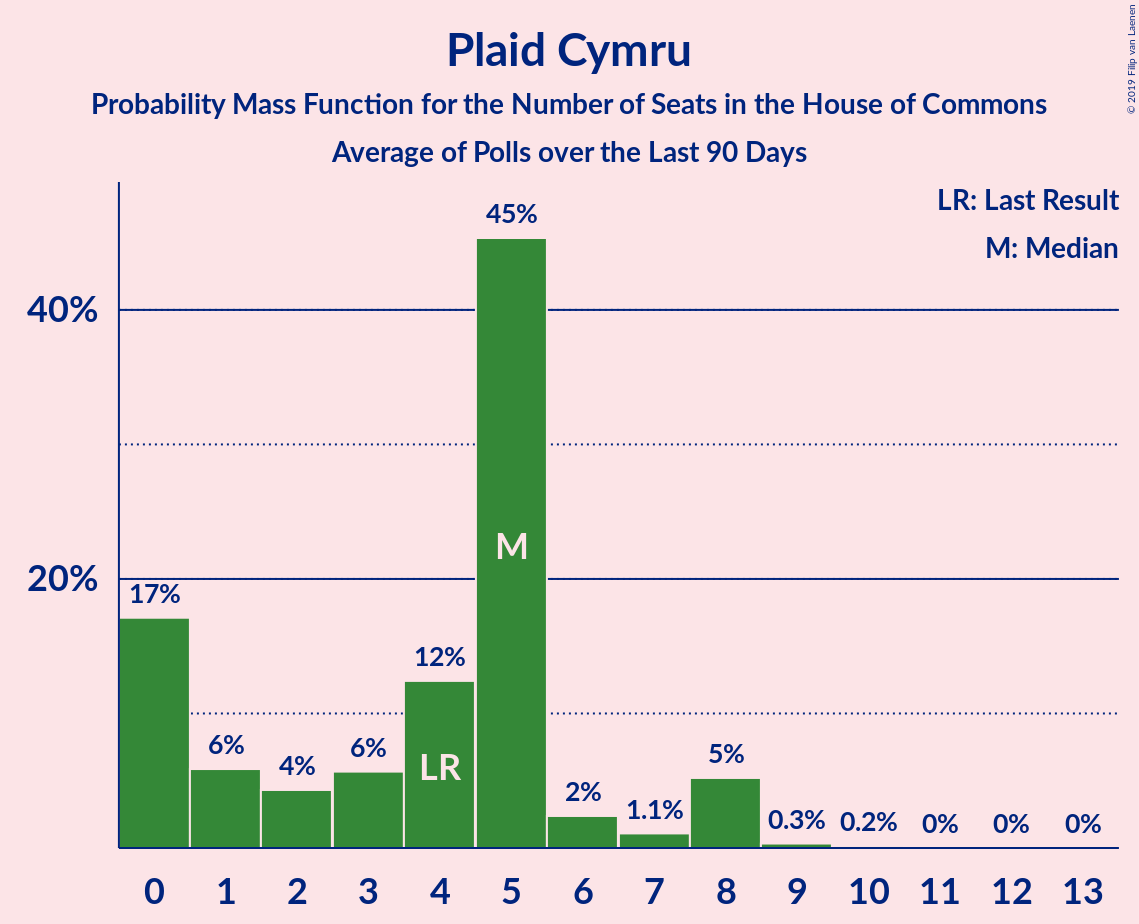 Plaid Cymru
Probability Mass Function for the Number of Seats in the House of Commons
Average of Polls over the Last 90 Days
© 2019 Filip van Laenen
LR: Last Result
M: Median
40%
20%
17%
6%
4%
6%
12%
45%
2%
1.1%
5%
0.3%
0.2%
0%
0%
0%
LR
M
0 1 2 3 4 5 6 7 8 9 10 11 12 13